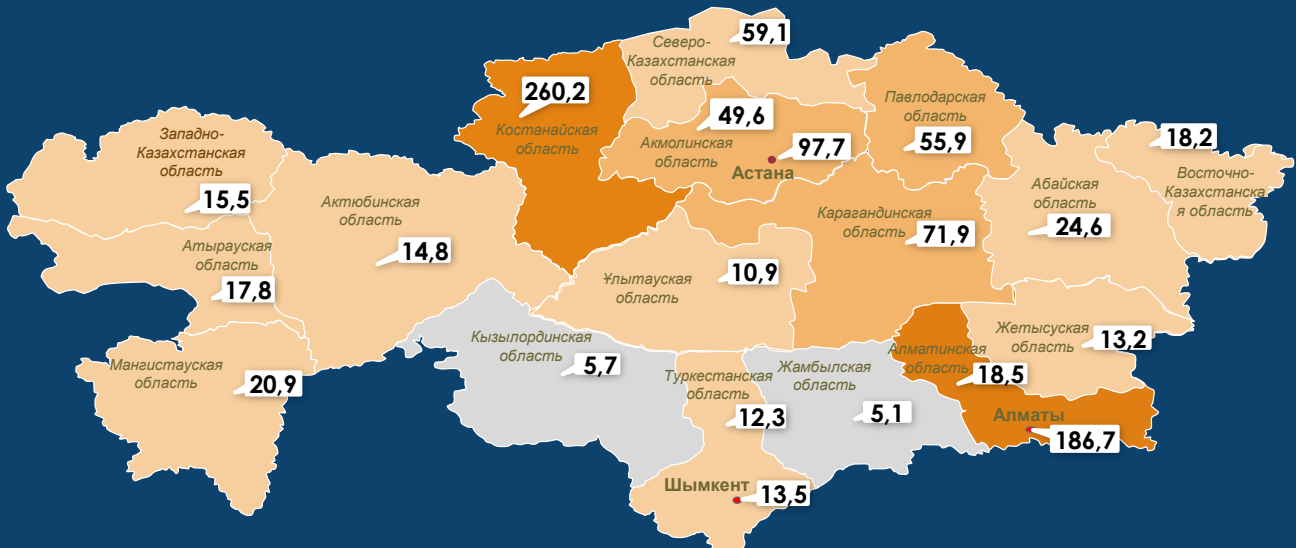 59,1
Северо-
Казахстанская
область
260,2
Костанайская
область
49,6
Акмолинская
область
97,7
Астана
Павлодарская
область
55,9
18,2
Восточно-
Казахстанска
я область
Западно-
Казахстанская
область
15,5
Актюбинская
область
14,8
Абайская
область
24,6
Карагандинская
область
71,9
Атырауская
область
17,8
Ұлытауская
область
10,9
Мангистауская
область
20,9
Кызылординская
область
5,7
Туркестанская
область
12,3
Жамбылская
область
5,1
Алматинская
область
18,5
Жетысуская
область
13,2
Алматы
186,7
Шымкент
13,5